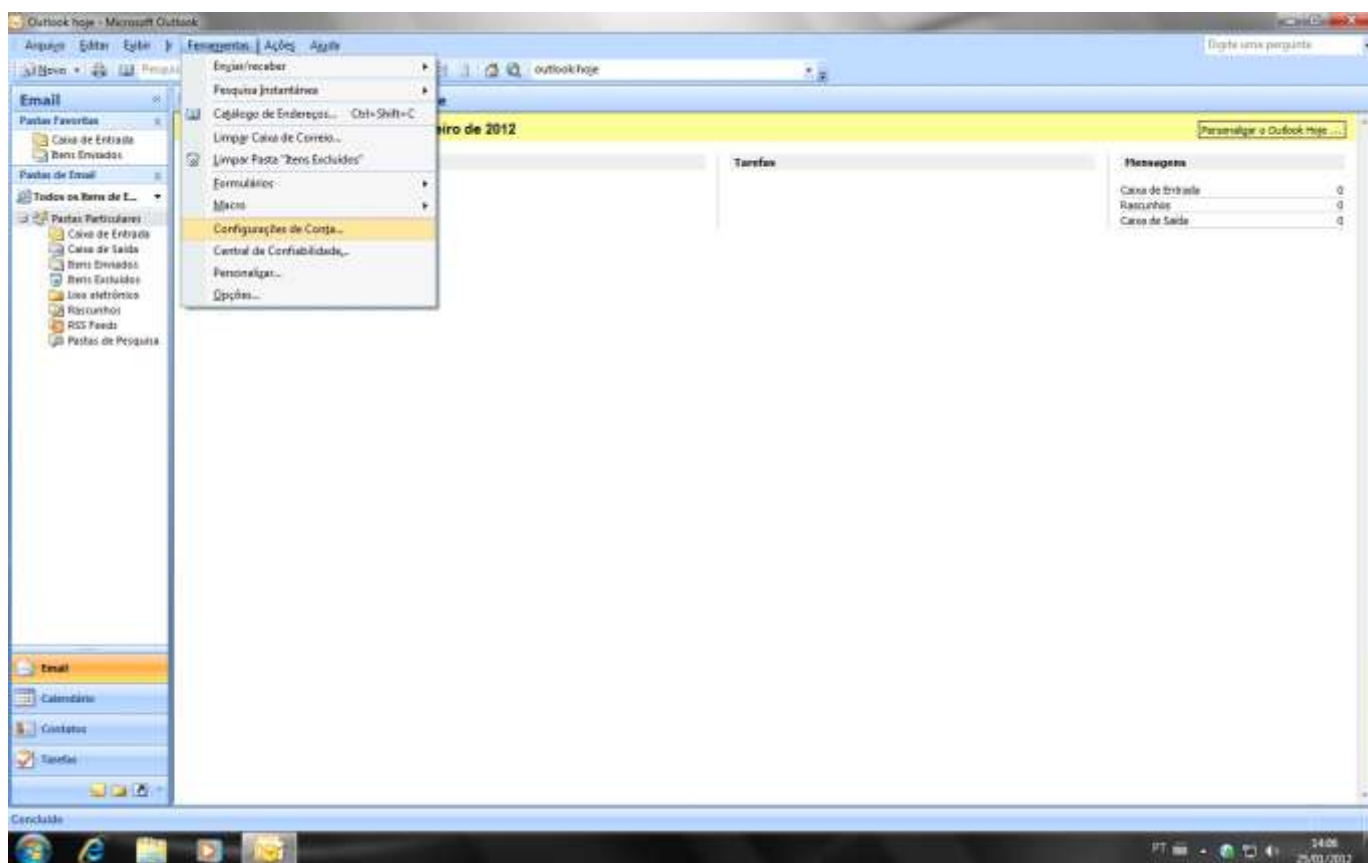 Outlook hoje - Microsoft Outlook
Arquivo Editar Exibir Ir Ferramentas Ações Ajuda
Digite uma pergunta
Novo
outlook:hoje
Email
Pastas Favoritas
Caixa de Entrada
Itens Enviados
Pastas de Email
Todos os Itens de E...
Pastas Particulares
Caixa de Entrada
Caixa de Saída
Itens Enviados
Itens Excluídos
Lixo eletrônico
Rascunhos
RSS Feeds
Pastas de Pesquisa
Enviar/receber
Pesquisa Instantânea
Catálogo de Endereços... Ctrl+Shift+C
Limpar Caixa de Correio...
Limpar Pasta "Itens Excluídos"
Formulários
Macro
Configurações de Conta...
Central de Confiabilidade...
Personalizar...
Opções...
eiro de 2012
Personalizar o Outlook Hoje ...
Tarefas
Mensagens
Caixa de Entrada 0
Rascunhos 0
Caixa de Saída 0
Email
Calendário
Contatos
Tarefas
Concluído
PT
14:06
25/01/2012